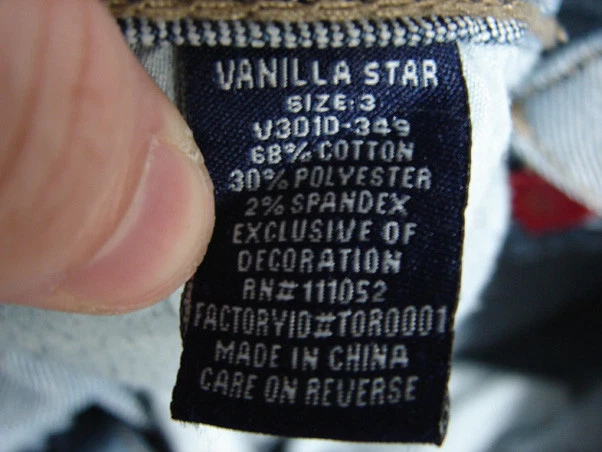 VANILLA STAR
SIZE:3
V301D-349
68% COTTON
30% POLYESTER
2% SPANDEX
EXCLUSIVE OF
DECORATION
RN#111052
FACTORYID#TOR0001
MADE IN CHINA
CARE ON REVERSE